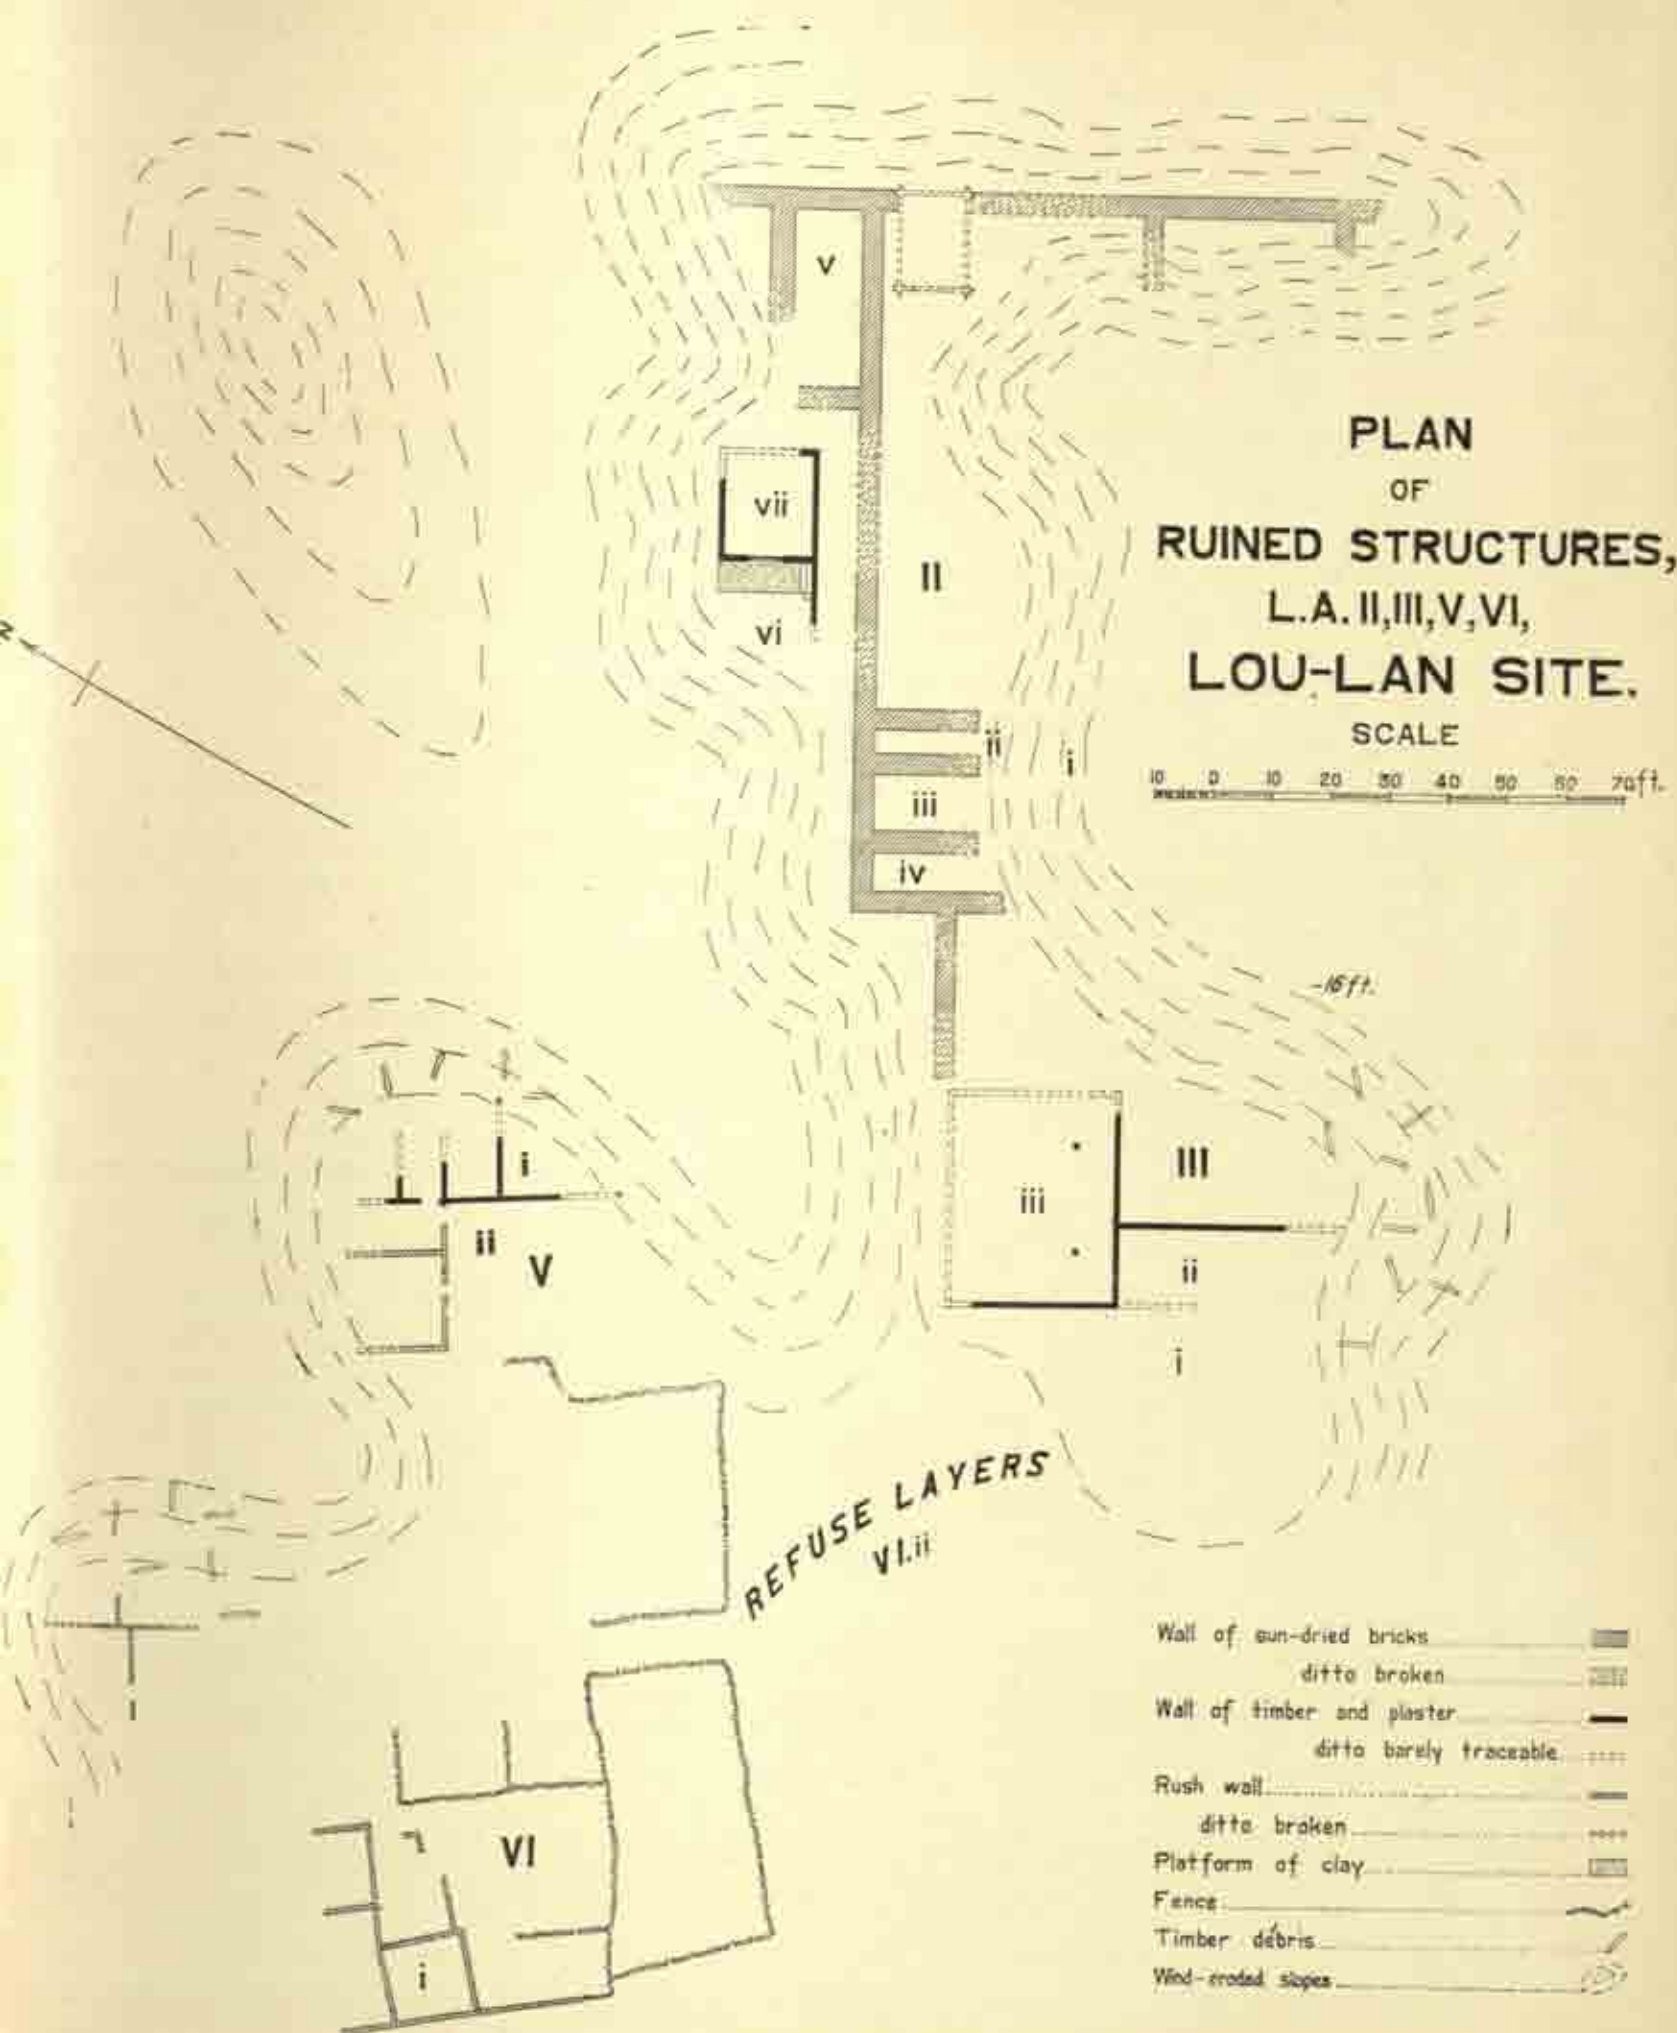 PLAN
OF
RUINED STRUCTURES,
L.A. II, III, V, VI,
LOU-LAN SITE.
SCALE
10 0 10 20 30 40 50 60 70ft.
N
v
vii
II
vi
ii
i
iii
iv
-16ft.
i
III
iii
ii
V
ii
i
REFUSE LAYERS
VI.ii
VI
i
Wall of sun-dried bricks
ditto broken
Wall of timber and plaster
ditto barely traceable
Rush wall
ditto broken
Platform of clay
Fence
Timber débris
Wind-eroded slopes